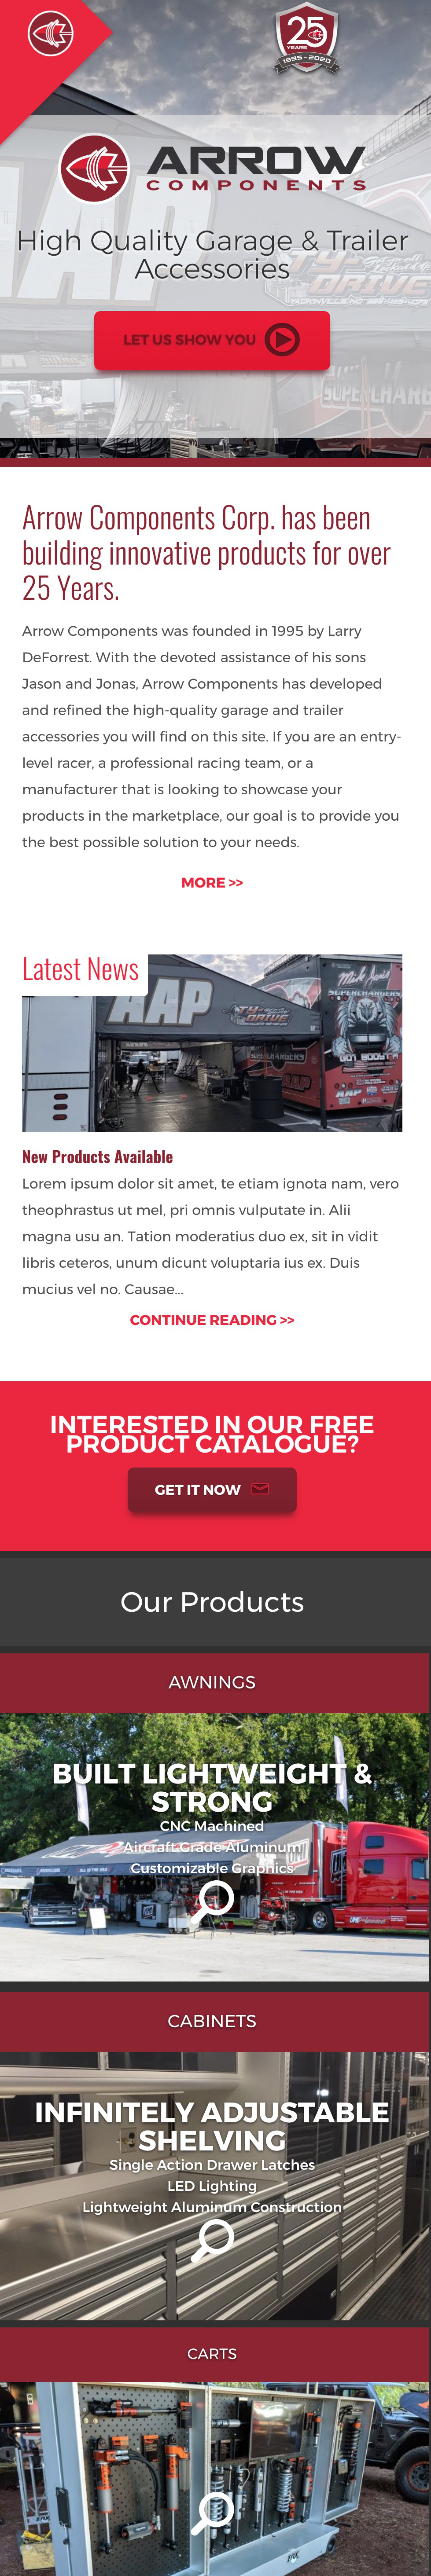 25
YEARS
1995 - 2020
ARROW
COMPONENTS
High Quality Garage & Trailer
Accessories
LET US SHOW YOU
Arrow Components Corp. has been
building innovative products for over
25 Years.
Arrow Components was founded in 1995 by Larry
DeForrest. With the devoted assistance of his sons
Jason and Jonas, Arrow Components has developed
and refined the high-quality garage and trailer
accessories you will find on this site. If you are an entry-
level racer, a professional racing team, or a
manufacturer that is looking to showcase your
products in the marketplace, our goal is to provide you
the best possible solution to your needs.
MORE >>
Latest News
AAP
TY-DRIVE
SUPERCHARGERS
GOT BOOST
AAP
New Products Available
Lorem ipsum dolor sit amet, te etiam ignota nam, vero
theophrastus ut mel, pri omnis vulputate in. Alii
magna usu an. Tation moderatius duo ex, sit in vidit
libris ceteros, unum dicunt voluptaria ius ex. Duis
mucius vel no. Causae...
CONTINUE READING >>
INTERESTED IN OUR FREE
PRODUCT CATALOGUE?
GET IT NOW
Our Products
AWNINGS
BUILT LIGHTWEIGHT &
STRONG
CNC Machined
Aircraft Grade Aluminum
Customizable Graphics
CABINETS
INFINITELY ADJUSTABLE
SHELVING
Single Action Drawer Latches
LED Lighting
Lightweight Aluminum Construction
CARTS